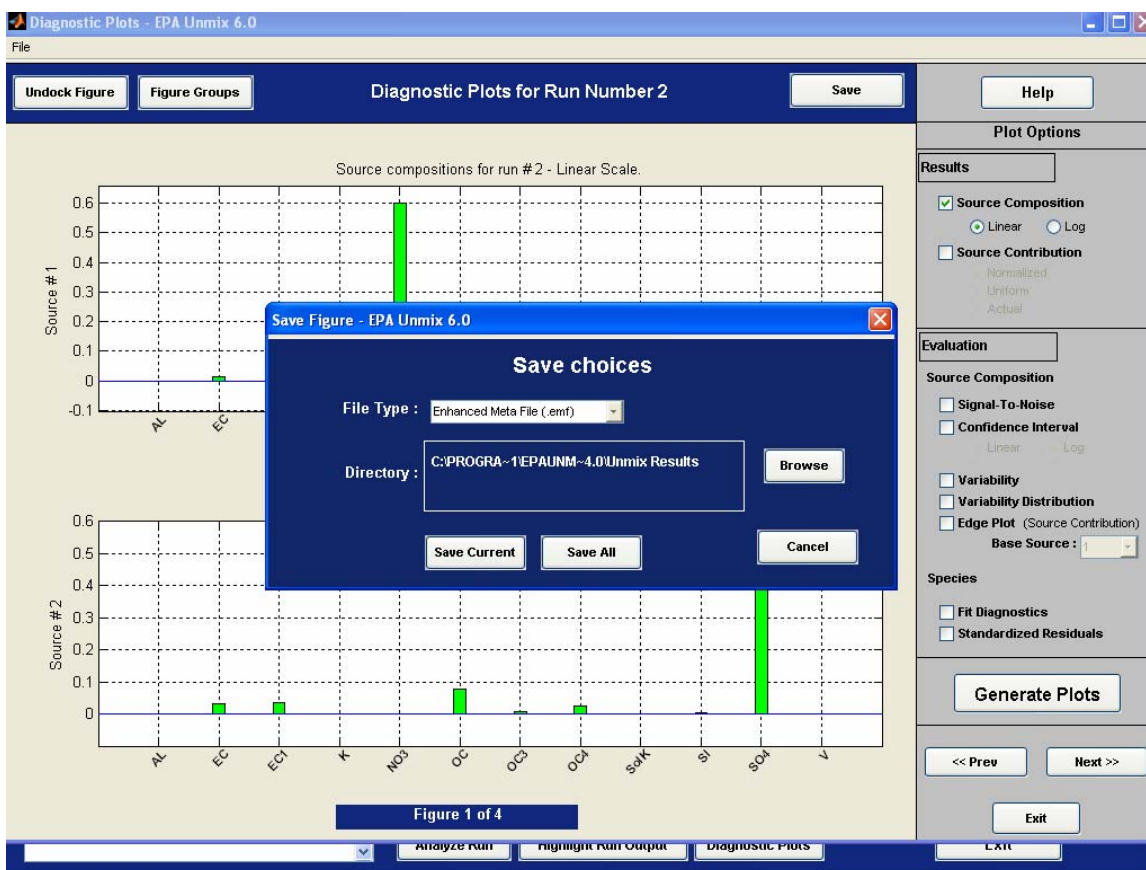 Diagnostic Plots - EPA Unmix 6.0
File
Undock Figure
Figure Groups
Diagnostic Plots for Run Number 2
Save
Help
Plot Options
Source compositions for run #2 - Linear Scale.
0.6
0.5
0.4
0.3
0.2
0.1
0
-0.1
Source #1
AL
EC
Save Figure - EPA Unmix 6.0
Save choices
File Type :
Enhanced Meta File (.emf)
Directory :
C:\PROGRA~1\EPAUNM~4.0\Unmix Results
Browse
Save Current
Save All
Cancel
0.6
0.5
0.4
0.3
0.2
0.1
0
Source #2
AL
EC
EC1
K
NO3
OC
OC3
OC4
SolK
SI
SO4
V
Figure 1 of 4
Results
Source Composition
Linear
Log
Source Contribution
Normalized
Uniform
Actual
Evaluation
Source Composition
Signal-To-Noise
Confidence Interval
Linear
Log
Variability
Variability Distribution
Edge Plot (Source Contribution)
Base Source : 1
Species
Fit Diagnostics
Standardized Residuals
Generate Plots
<< Prev
Next >>
Exit
Analyze Run
Highlight Run Output
Diagnostic Plots
Exit